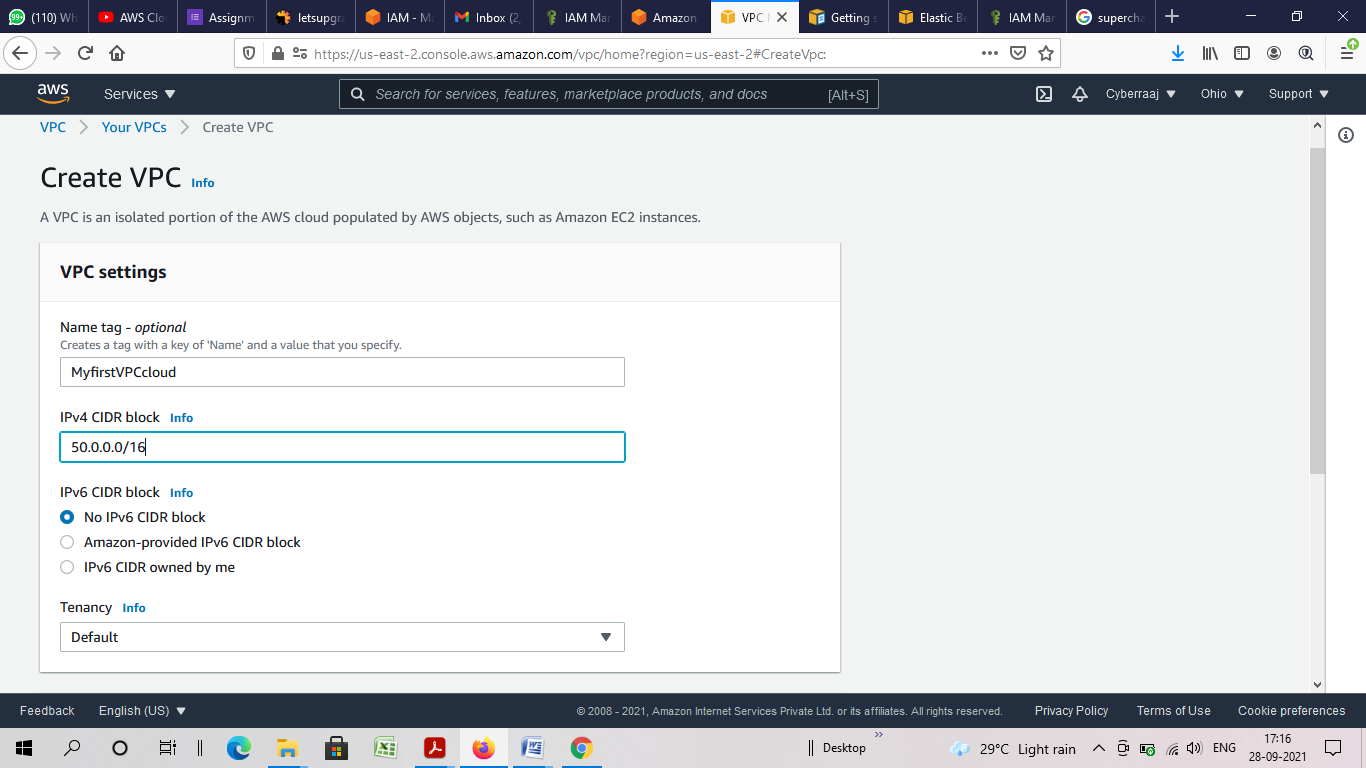 (110) Wh
AWS Clo
Assignm
letsupgra
IAM - Ma
Inbox (2,
IAM Man
Amazon
VPC M
Getting s
Elastic Be
IAM Man
supercha
https://us-east-2.console.aws.amazon.com/vpc/home?region=us-east-2#CreateVpc:
aws
Services
Search for services, features, marketplace products, and docs
[Alt+S]
Cyberraaj
Ohio
Support
VPC
Your VPCs
Create VPC
Create VPC Info
A VPC is an isolated portion of the AWS cloud populated by AWS objects, such as Amazon EC2 instances.
VPC settings
Name tag - optional
Creates a tag with a key of 'Name' and a value that you specify.
MyfirstVPCcloud
IPv4 CIDR block Info
50.0.0.0/16
IPv6 CIDR block Info
No IPv6 CIDR block
Amazon-provided IPv6 CIDR block
IPv6 CIDR owned by me
Tenancy Info
Default
Feedback
English (US)
© 2008 - 2021, Amazon Internet Services Private Ltd. or its affiliates. All rights reserved.
Privacy Policy
Terms of Use
Cookie preferences
Desktop
29°C Light rain
ENG
17:16
28-09-2021